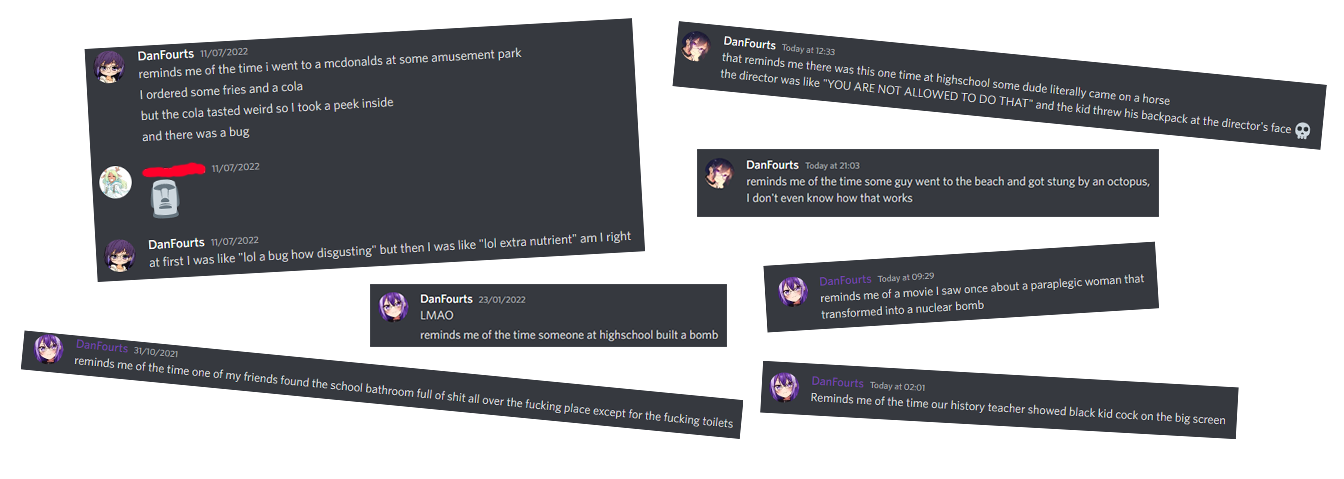 DanFourts 11/07/2022
reminds me of the time i went to a mcdonalds at some amusement park
I ordered some fries and a cola
but the cola tasted weird so I took a peek inside
and there was a bug
11/07/2022
DanFourts 11/07/2022
at first I was like "lol a bug how disgusting" but then I was like "lol extra nutrient" am I right
DanFourts 23/01/2022
LMAO
reminds me of the time someone at highschool built a bomb
DanFourts 31/10/2021
reminds me of the time one of my friends found the school bathroom full of shit all over the fucking place except for the fucking toilets
DanFourts Today at 12:33
that reminds me there was this one time at highschool some dude literally came on a horse
the director was like "YOU ARE NOT ALLOWED TO DO THAT" and the kid threw his backpack at the director's face 💀
DanFourts Today at 21:03
reminds me of the time some guy went to the beach and got stung by an octopus,
I don't even know how that works
DanFourts Today at 09:29
reminds me of a movie I saw once about a paraplegic woman that
transformed into a nuclear bomb
DanFourts Today at 02:01
Reminds me of the time our history teacher showed black kid cock on the big screen